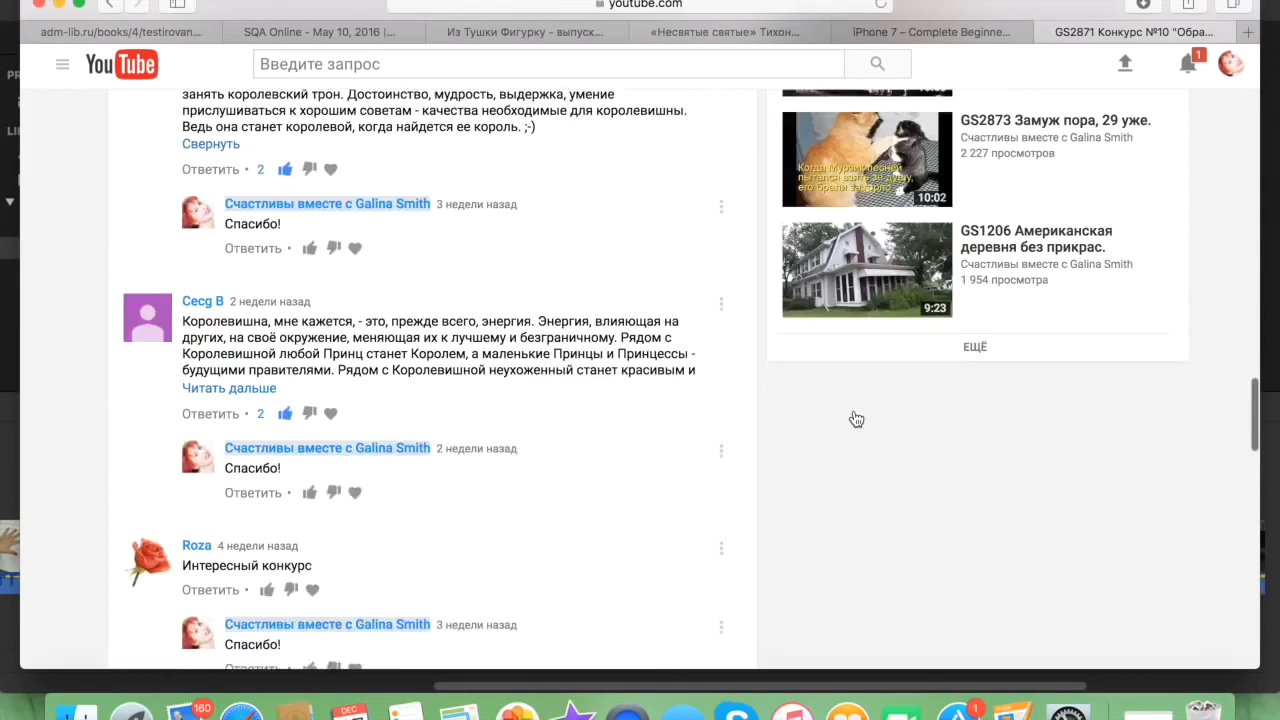 youtube.com
adm-lib.ru/books/4/testirovan...
SQA Online - May 10, 2016 |...
Из Тушки Фигурку - выпуск...
«Несвятые святые» Тихон...
iPhone 7 – Complete Beginne...
GS2871 Конкурс №10 "Обра...
YouTube
Введите запрос
1
занять королевский трон. Достоинство, мудрость, выдержка, умение
прислушиваться к хорошим советам - качества необходимые для королевишны.
Ведь она станет королевой, когда найдется ее король. ;-)
Свернуть
Ответить • 2
Счастливы вместе с Galina Smith 3 недели назад
Спасибо!
Ответить •
Cecg B 2 недели назад
Королевишна, мне кажется, - это, прежде всего, энергия. Энергия, влияющая на
других, на своё окружение, меняющая их к лучшему и безграничному. Рядом с
Королевишной любой Принц станет Королем, а маленькие Принцы и Принцессы -
будущими правителями. Рядом с Королевишной неухоженный станет красивым и
Читать дальше
Ответить • 2
Счастливы вместе с Galina Smith 2 недели назад
Спасибо!
Ответить •
Roza 4 недели назад
Интересный конкурс
Ответить •
Счастливы вместе с Galina Smith 3 недели назад
Спасибо!
Ответить •
GS2873 Замуж пора, 29 уже.
Счастливы вместе с Galina Smith
2 227 просмотров
10:02
GS1206 Американская
деревня без прикрас.
Счастливы вместе с Galina Smith
1 954 просмотра
9:23
ЕЩЁ
160
DEC
1